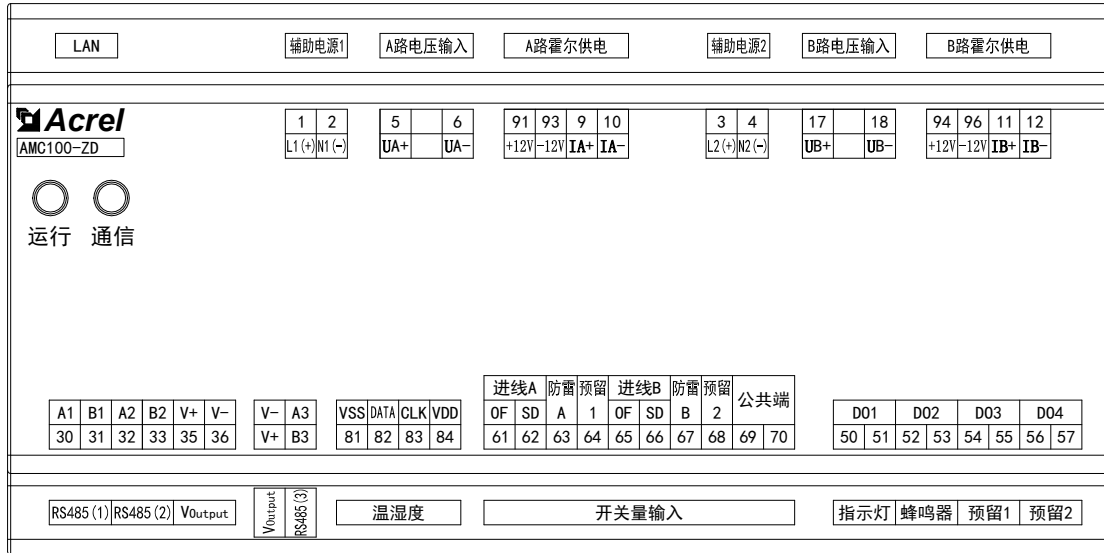 LAN 辅助电源1 A路电压输入 A路霍尔供电 辅助电源2 B路电压输入 B路霍尔供电
Acrel
AMC100-ZD
1 2 5 6 91 93 9 10 3 4 17 18 94 96 11 12
L1(+) N1(-) UA+ UA- +12V -12V IA+ IA- L2(+) N2(-) UB+ UB- +12V -12V IB+ IB-
运行 通信
进线A 防雷 预留 进线B 防雷 预留 公共端
A1 B1 A2 B2 V+ V- V- A3 VSS DATA CLK VDD OF SD A 1 OF SD B 2 DO1 DO2 DO3 DO4
30 31 32 33 35 36 V+ B3 81 82 83 84 61 62 63 64 65 66 67 68 69 70 50 51 52 53 54 55 56 57
RS485(1) RS485(2) VOutput VOutput RS485(3) 温湿度 开关量输入 指示灯 蜂鸣器 预留1 预留2